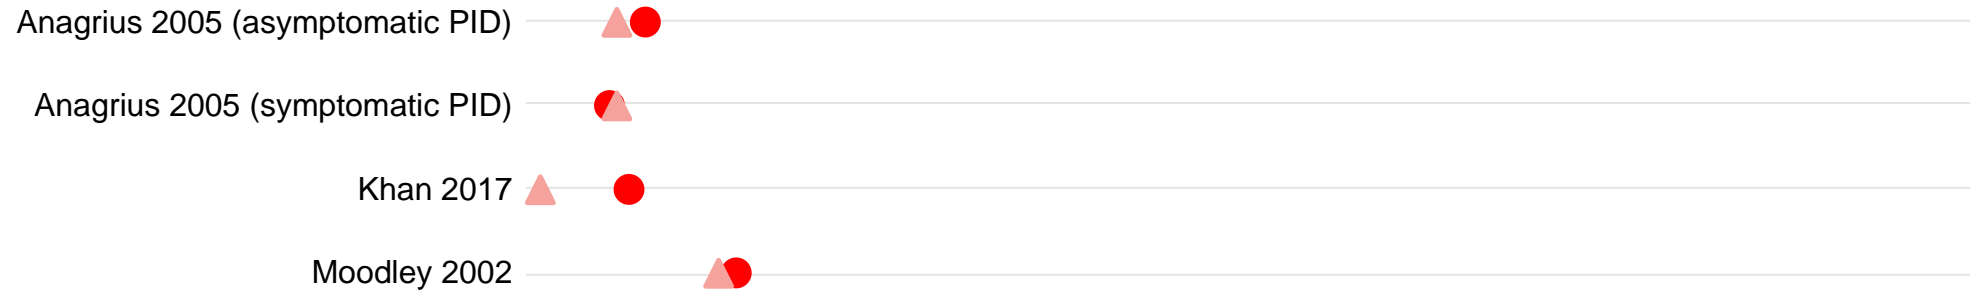 Anagrius 2005 (asymptomatic PID)
Anagrius 2005 (symptomatic PID)
Khan 2017
Moodley 2002